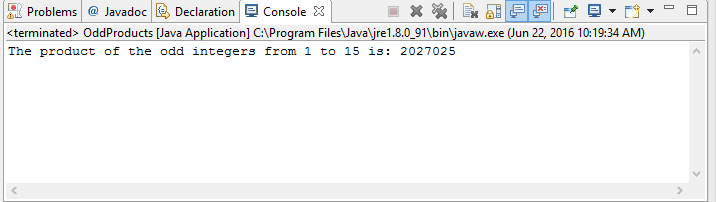 Problems @ Javadoc Declaration Console
<terminated> OddProducts [Java Application] C:\Program Files\Java\jre1.8.0_91\bin\javaw.exe (Jun 22, 2016 10:19:34 AM)
The product of the odd integers from 1 to 15 is: 2027025